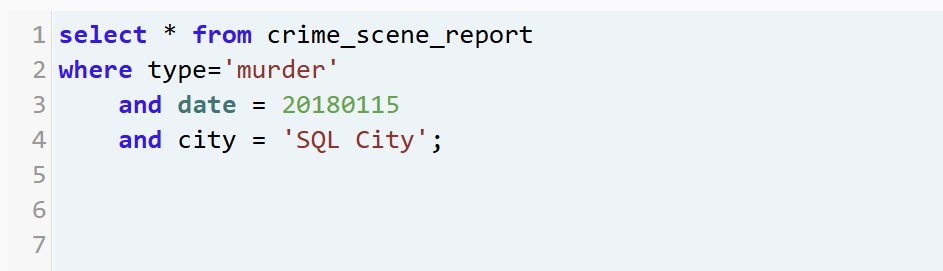 1 select * from crime_scene_report
2 where type='murder'
3     and date = 20180115
4     and city = 'SQL City';
5
6
7